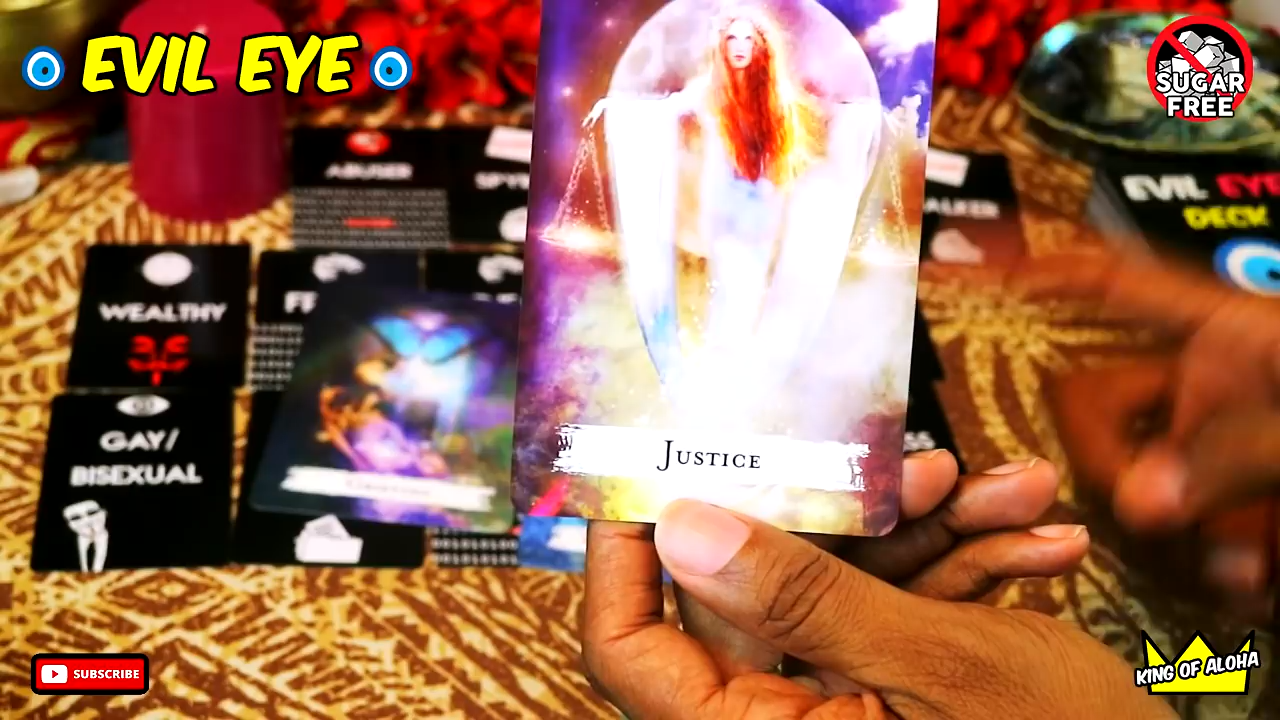 EVIL EYE
SUGAR
FREE
ABUSER
WEALTHY
EVIL EYE
DECK
GAY/
BISEXUAL
JUSTICE
SUBSCRIBE
KING OF ALOHA